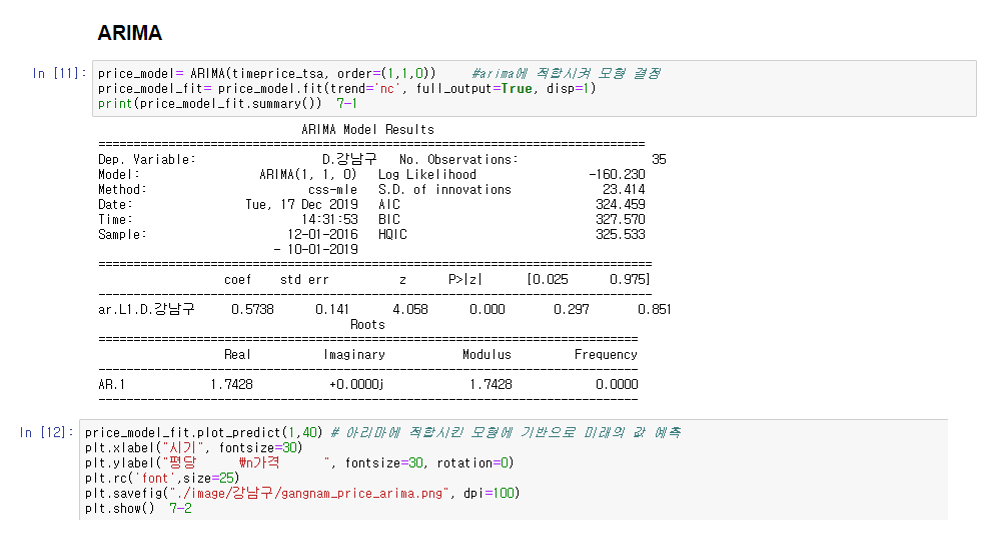 ARIMA
In [11]: price_model= ARIMA(timeprice_tsa, order=(1,1,0)) #arima에 적합시켜 모형 결정
price_model_fit= price_model.fit(trend='nc', full_output=True, disp=1)
print(price_model_fit.summary()) 7-1
ARIMA Model Results
==============================================================================
Dep. Variable: D.강남구 No. Observations: 35
Model: ARIMA(1, 1, 0) Log Likelihood -160.230
Method: css-mle S.D. of innovations 23.414
Date: Tue, 17 Dec 2019 AIC 324.459
Time: 14:31:53 BIC 327.570
Sample: 12-01-2016 HQIC 325.533
- 10-01-2019
==============================================================================
coef std err z P>|z| [0.025 0.975]
------------------------------------------------------------------------------
ar.L1.D.강남구 0.5738 0.141 4.058 0.000 0.297 0.851
Roots
=============================================================================
Real Imaginary Modulus Frequency
-----------------------------------------------------------------------------
AR.1 1.7428 +0.0000j 1.7428 0.0000
-----------------------------------------------------------------------------
In [12]: price_model_fit.plot_predict(1,40) # 아리마에 적합시킨 모형에 기반으로 미래의 값 예측
plt.xlabel("시기", fontsize=30)
plt.ylabel("평당 ₩n가격 ", fontsize=30, rotation=0)
plt.rc('font',size=25)
plt.savefig("./image/강남구/gangnam_price_arima.png", dpi=100)
plt.show() 7-2